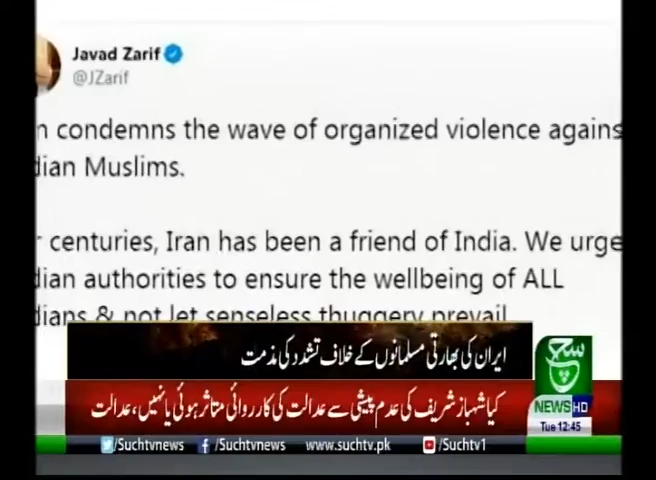 Javad Zarif
@JZarif
n condemns the wave of organized violence agains
dian Muslims.
r centuries, Iran has been a friend of India. We urge
dian authorities to ensure the wellbeing of ALL
dians & not let senseless thuggery prevail
ایران کی بھارتی مسلمانوں کے خلاف تشدد کی مذمت
کیا شہباز شریف کی عدم پیشی سے عدالت کی کارروائی متاثر ہوئی یا نہیں، عدالت
سچ
NEWS HD
Tue 12:45
/Suchtvnews
/Suchtvnews
www.suchtv.pk
/Suchtv1